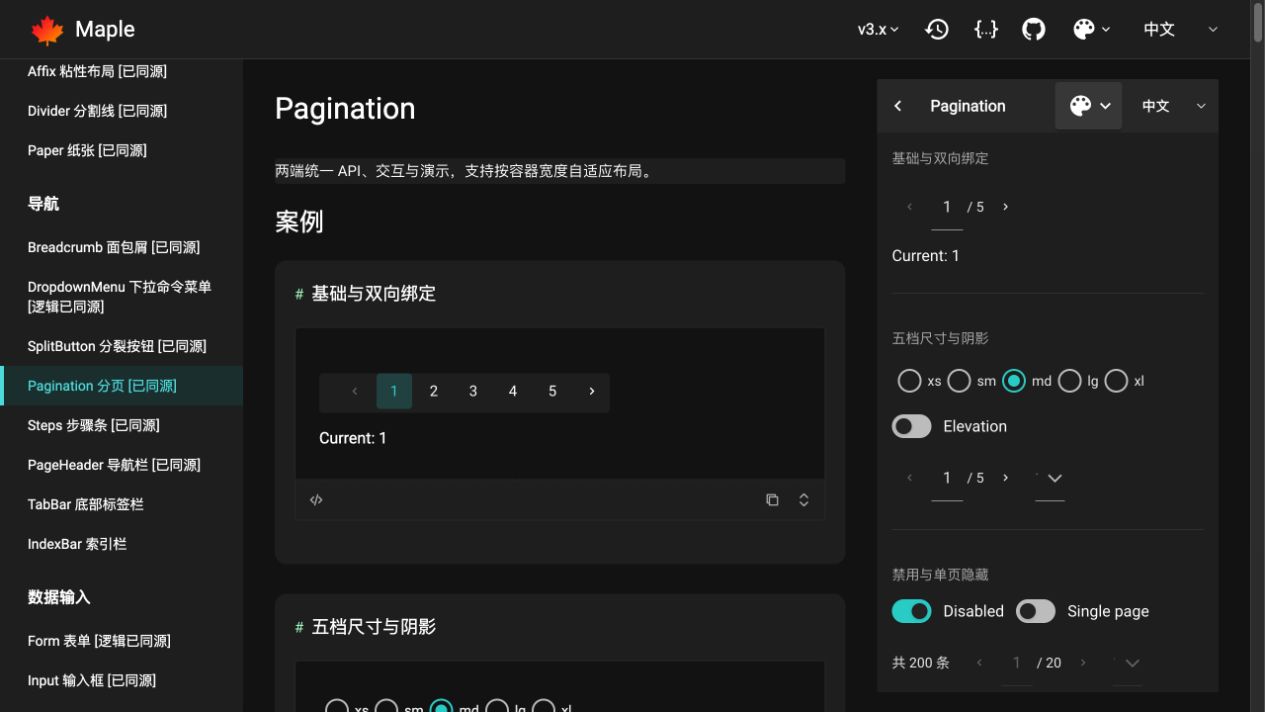 Maple
v3.x
{...}
中文
Affix 粘性布局 [已同源]
Divider 分割线 [已同源]
Paper 纸张 [已同源]
导航
Breadcrumb 面包屑 [已同源]
DropdownMenu 下拉命令菜单
[逻辑已同源]
SplitButton 分裂按钮 [已同源]
Pagination 分页 [已同源]
Steps 步骤条 [已同源]
PageHeader 导航栏 [已同源]
TabBar 底部标签栏
IndexBar 索引栏
数据输入
Form 表单 [逻辑已同源]
Input 输入框 [已同源]
Pagination
两端统一 API、交互与演示，支持按容器宽度自适应布局。
案例
# 基础与双向绑定
1 2 3 4 5
Current: 1
# 五档尺寸与阴影
xs sm md lg xl
Pagination
中文
基础与双向绑定
1 / 5
Current: 1
五档尺寸与阴影
xs sm md lg xl
Elevation
1 / 5
禁用与单页隐藏
Disabled Single page
共 200 条 1 / 20